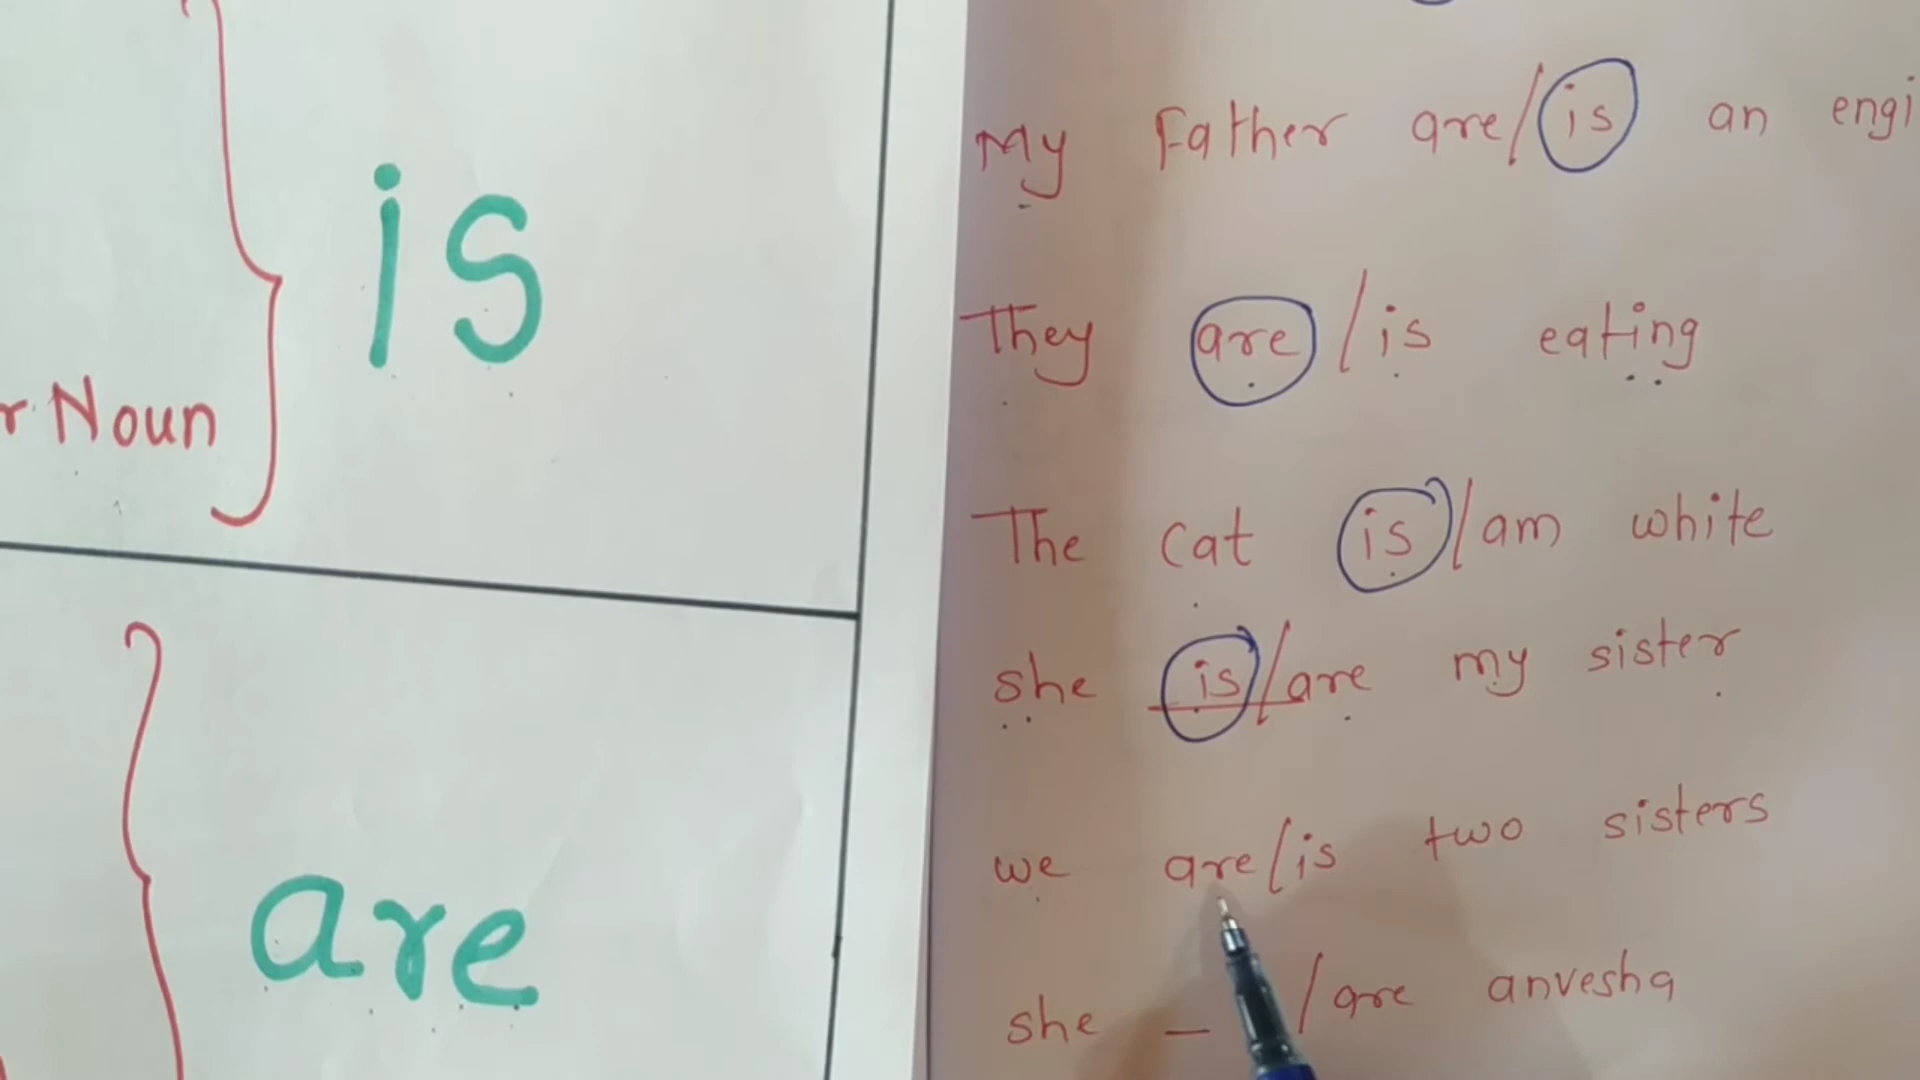 is
Noun
are
My Father are/is an engi
They are/is eating
The cat is/am white
she is/are my sister
we are/is two sisters
she _ /are anvesha